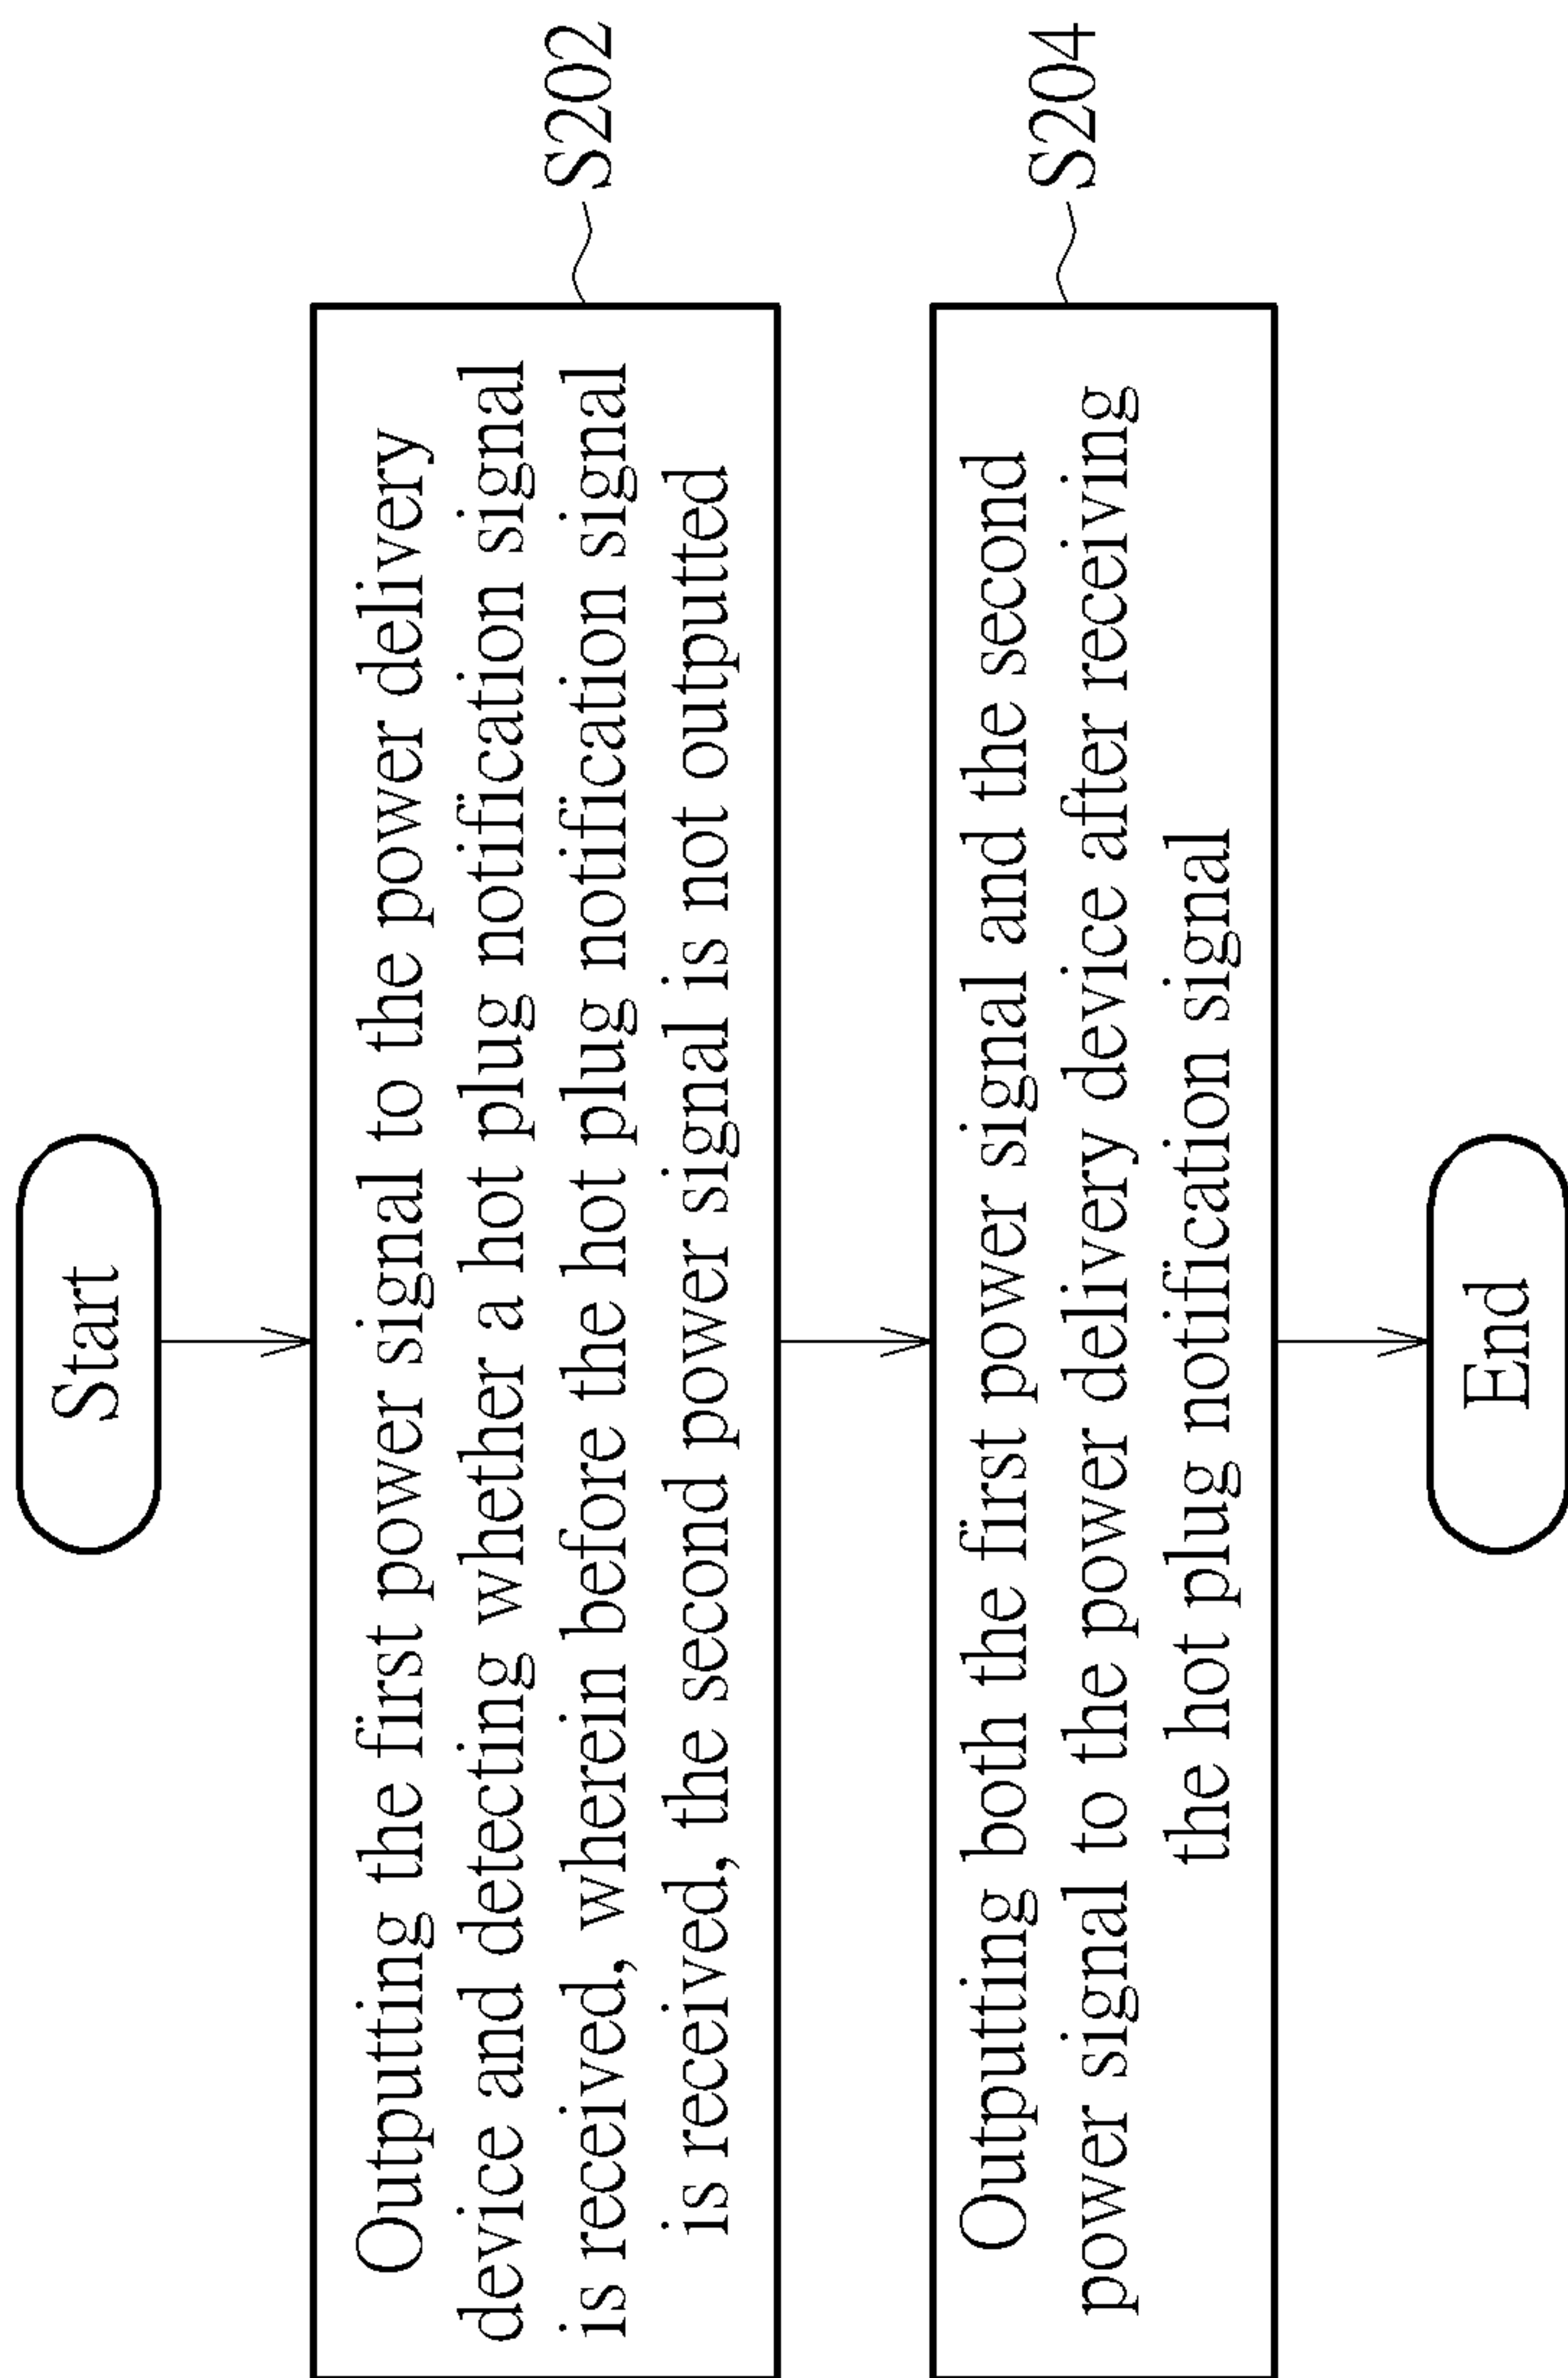 Start
Outputting the first power signal to the power delivery
device and detecting whether a hot plug notification signal
is received, wherein before the hot plug notification signal
is received, the second power signal is not outputted
S202
Outputting both the first power signal and the second
power signal to the power delivery device after receiving
the hot plug notification signal
S204
End